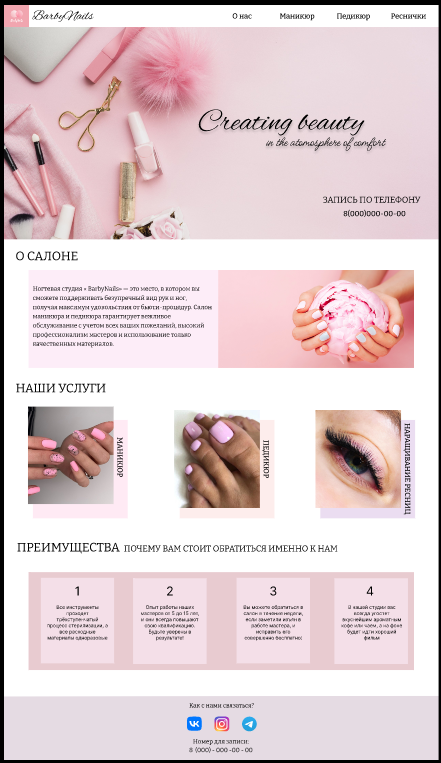 BarbyNails
О нас
Маникюр
Педикюр
Реснички
Creating beauty
in the atomosphere of comfort
ЗАПИСЬ ПО ТЕЛЕФОНУ
8(000)000-00-00
О САЛОНЕ
Ногтевая студия « BarbyNails» — это место, в котором вы
сможете поддерживать безупречный вид рук и ног,
получая максимум удовольствия от бьюти-процедур. Салон
маникюра и педикюра гарантирует вежливое
обслуживание с учетом всех ваших пожеланий, высокий
профессионализм мастеров и использование только
качественных материалов.
НАШИ УСЛУГИ
МАНИКЮР
ПЕДИКЮР
НАРАЩИВАНИЕ РЕСНИЦ
ПРЕИМУЩЕСТВА ПОЧЕМУ ВАМ СТОИТ ОБРАТИТЬСЯ ИМЕННО К НАМ
1
Все инструменты
проходят
трёхступенчатый
процесс стерилизации, а
все расходные
материалы одноразовые
2
Опыт работы наших
мастеров от 5 до 15 лет,
и они всегда повышают
свою квалификацию.
Будьте уверены в
результате!
3
Вы можете обратиться в
салон в течение недели,
если заметили изъян в
работе мастера, и
исправить его
совершенно бесплатно!
4
В нашей студии вас
всегда угостят
вкуснейшим ароматным
кофе или чаем, а на фоне
будет идти хороший
фильм
Как с нами связаться?
Номер для записи:
8 (000) - 000 -00 - 00